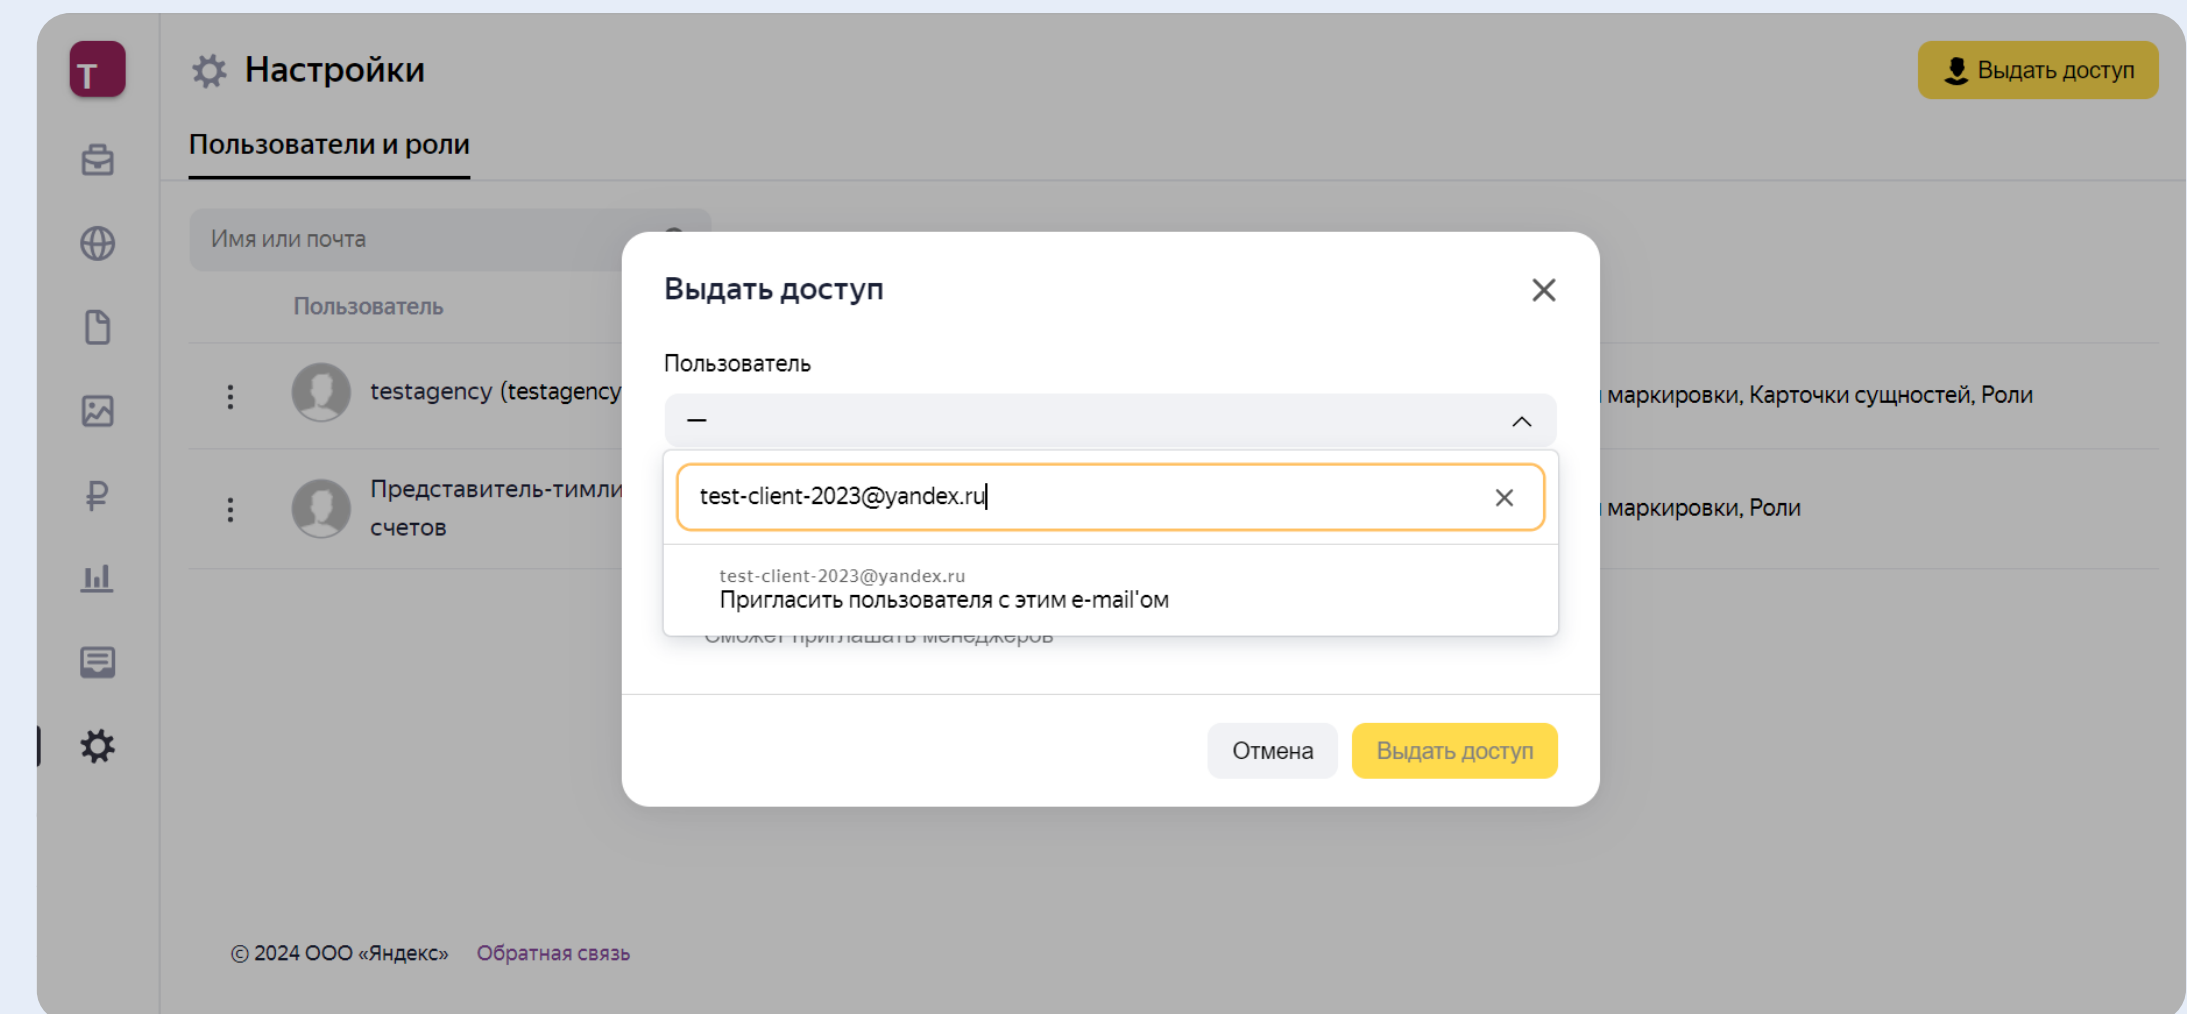 T
Настройки
Выдать доступ
Пользователи и роли
Имя или почта
Пользователь
testagency (testagency
маркировки, Карточки сущностей, Роли
Представитель-тимли
счетов
маркировки, Роли
Выдать доступ
Пользователь
—
test-client-2023@yandex.ru
test-client-2023@yandex.ru
Пригласить пользователя с этим e-mail'ом
Сможет приглашать менеджеров
Отмена
Выдать доступ
© 2024 ООО «Яндекс»
Обратная связь